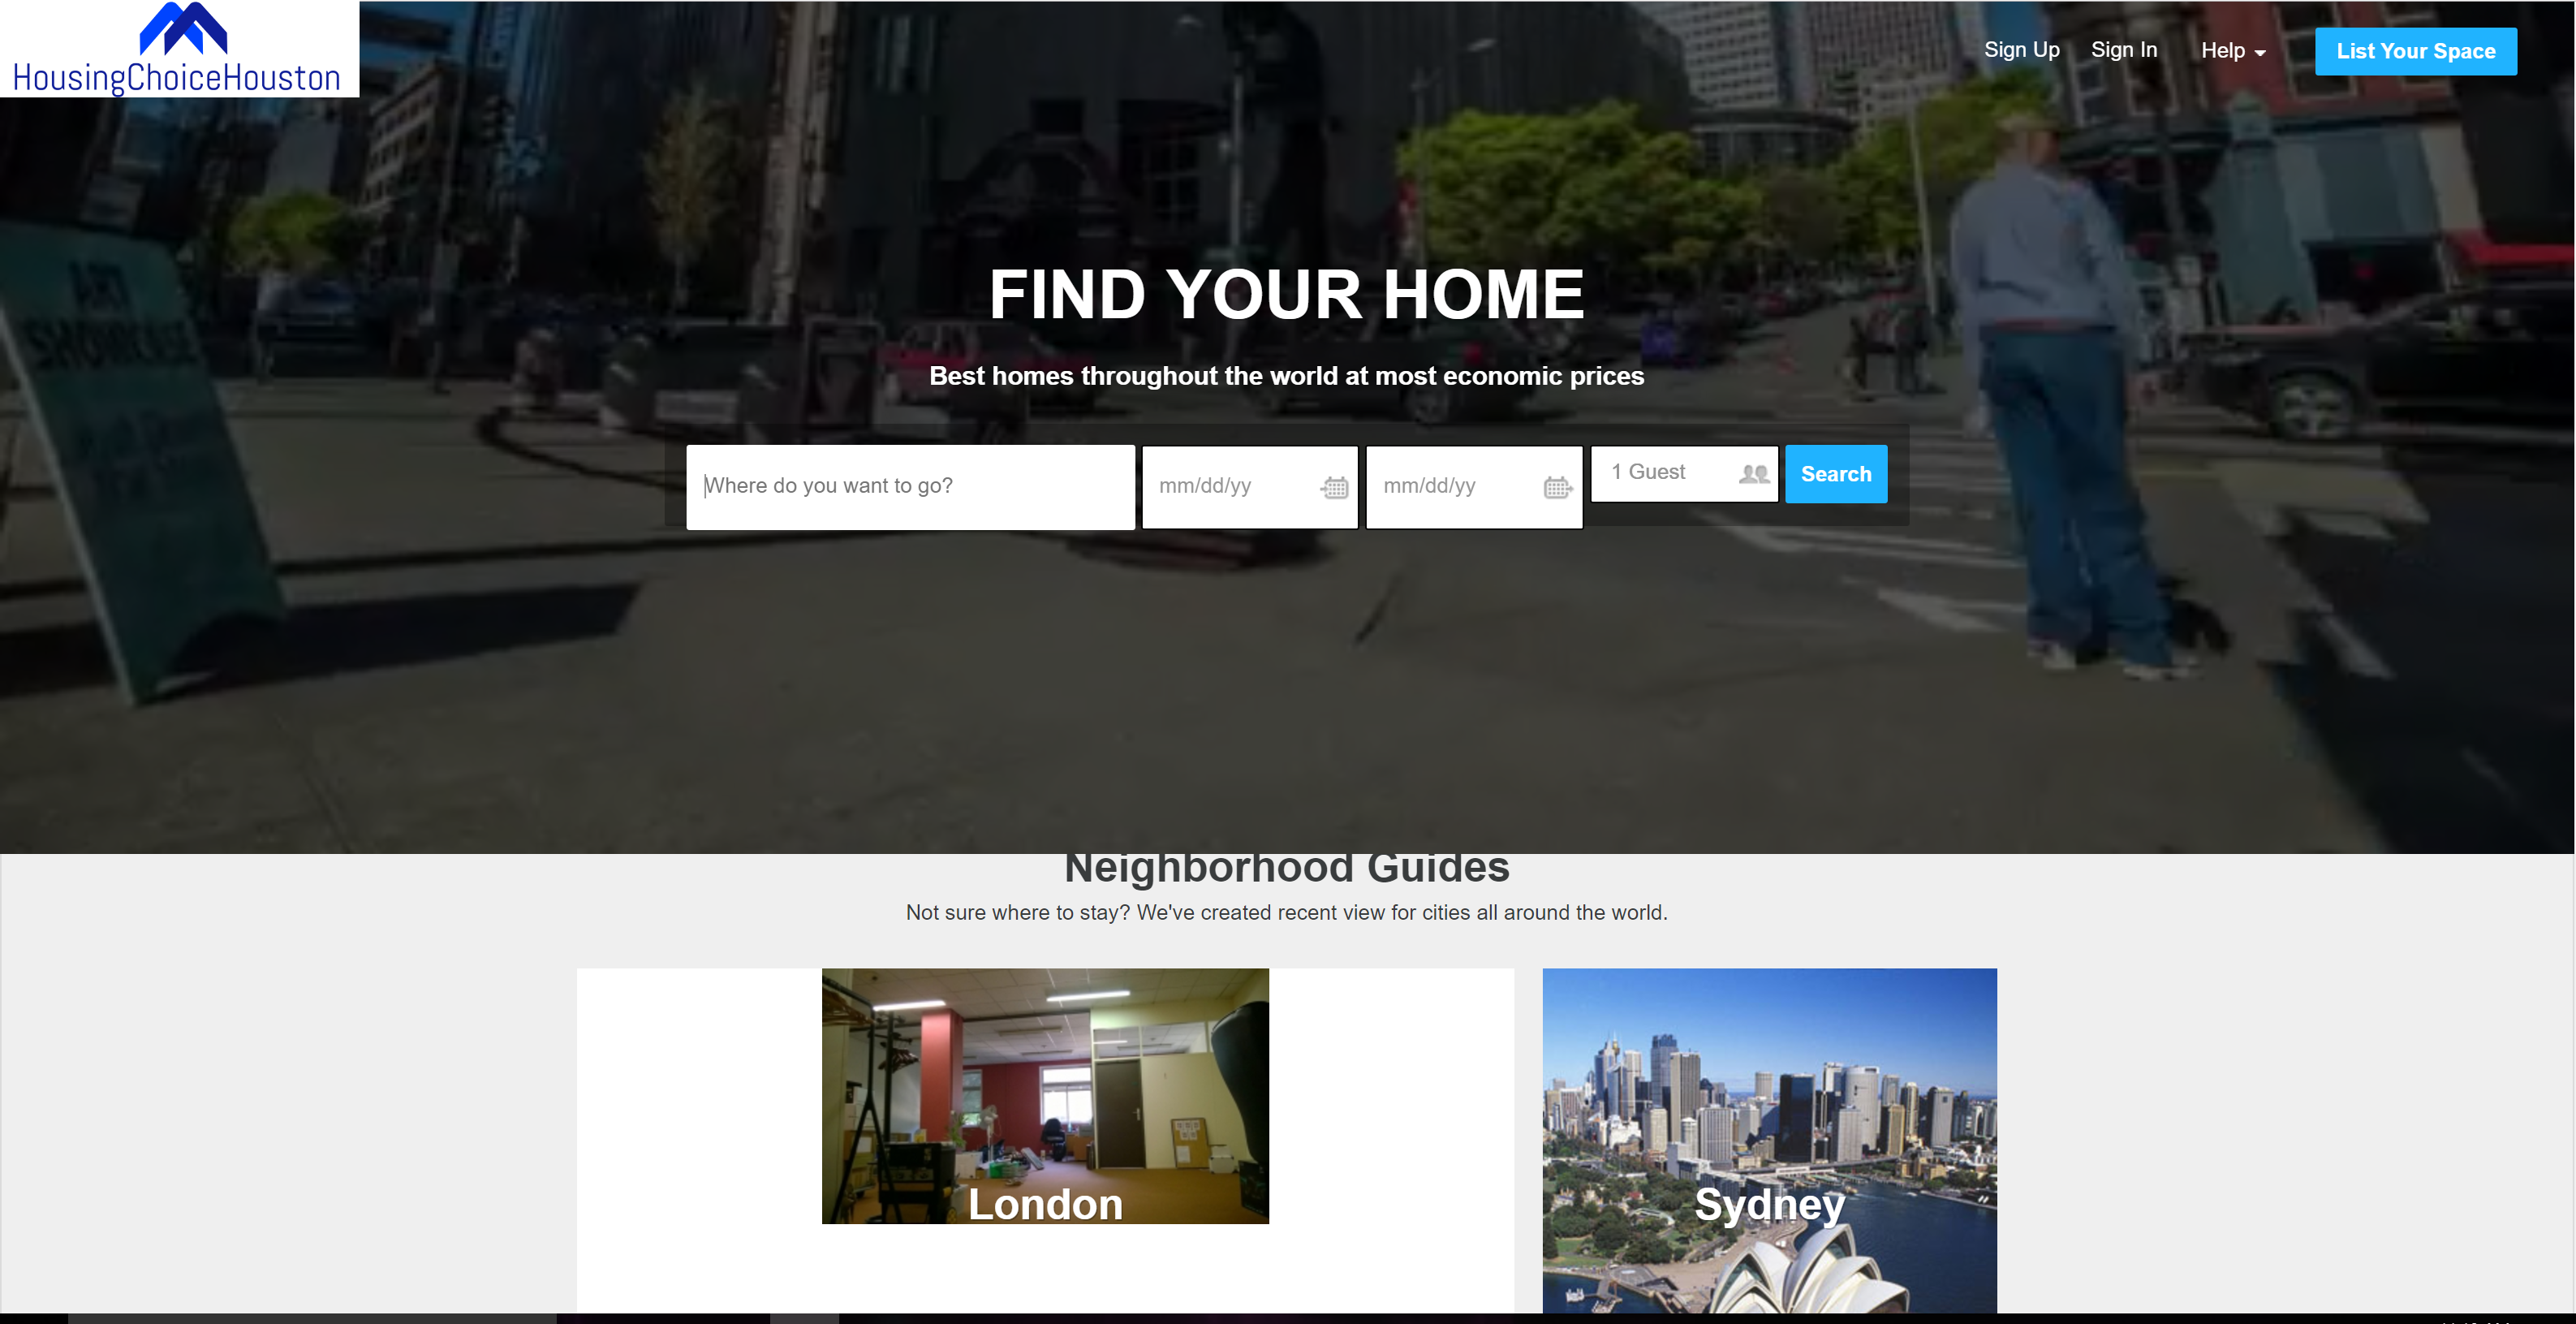 HousingChoiceHouston
Sign Up Sign In Help List Your Space
FIND YOUR HOME
Best homes throughout the world at most economic prices
Where do you want to go? mm/dd/yy mm/dd/yy 1 Guest Search
Neighborhood Guides
Not sure where to stay? We've created recent view for cities all around the world.
London
Sydney